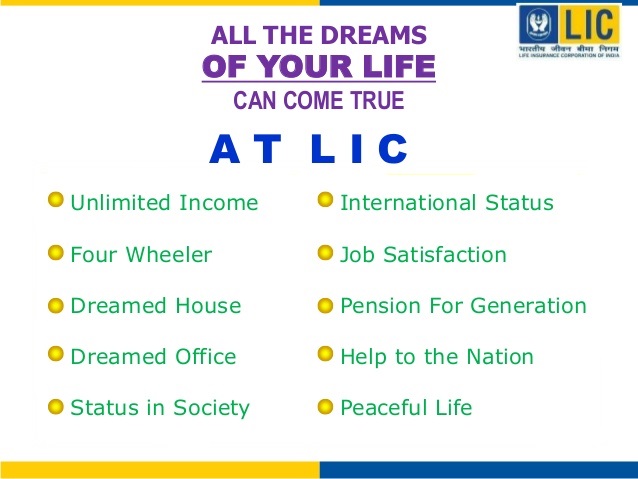 ALL THE DREAMS
OF YOUR LIFE
CAN COME TRUE
A T L I C
LIC
भारतीय जीवन बीमा निगम
LIFE INSURANCE CORPORATION OF INDIA
Unlimited Income
Four Wheeler
Dreamed House
Dreamed Office
Status in Society
International Status
Job Satisfaction
Pension For Generation
Help to the Nation
Peaceful Life